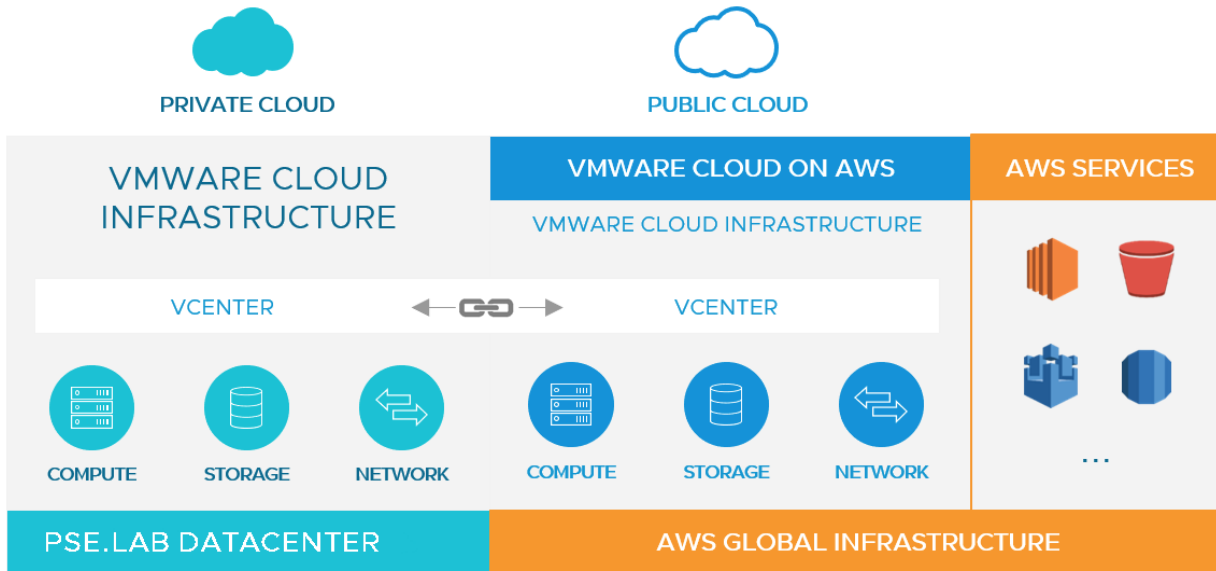 PRIVATE CLOUD
PUBLIC CLOUD
VMWARE CLOUD
INFRASTRUCTURE
VMWARE CLOUD ON AWS
AWS SERVICES
VMWARE CLOUD INFRASTRUCTURE
VCENTER
VCENTER
COMPUTE
STORAGE
NETWORK
COMPUTE
STORAGE
NETWORK
...
PSE.LAB DATACENTER
AWS GLOBAL INFRASTRUCTURE